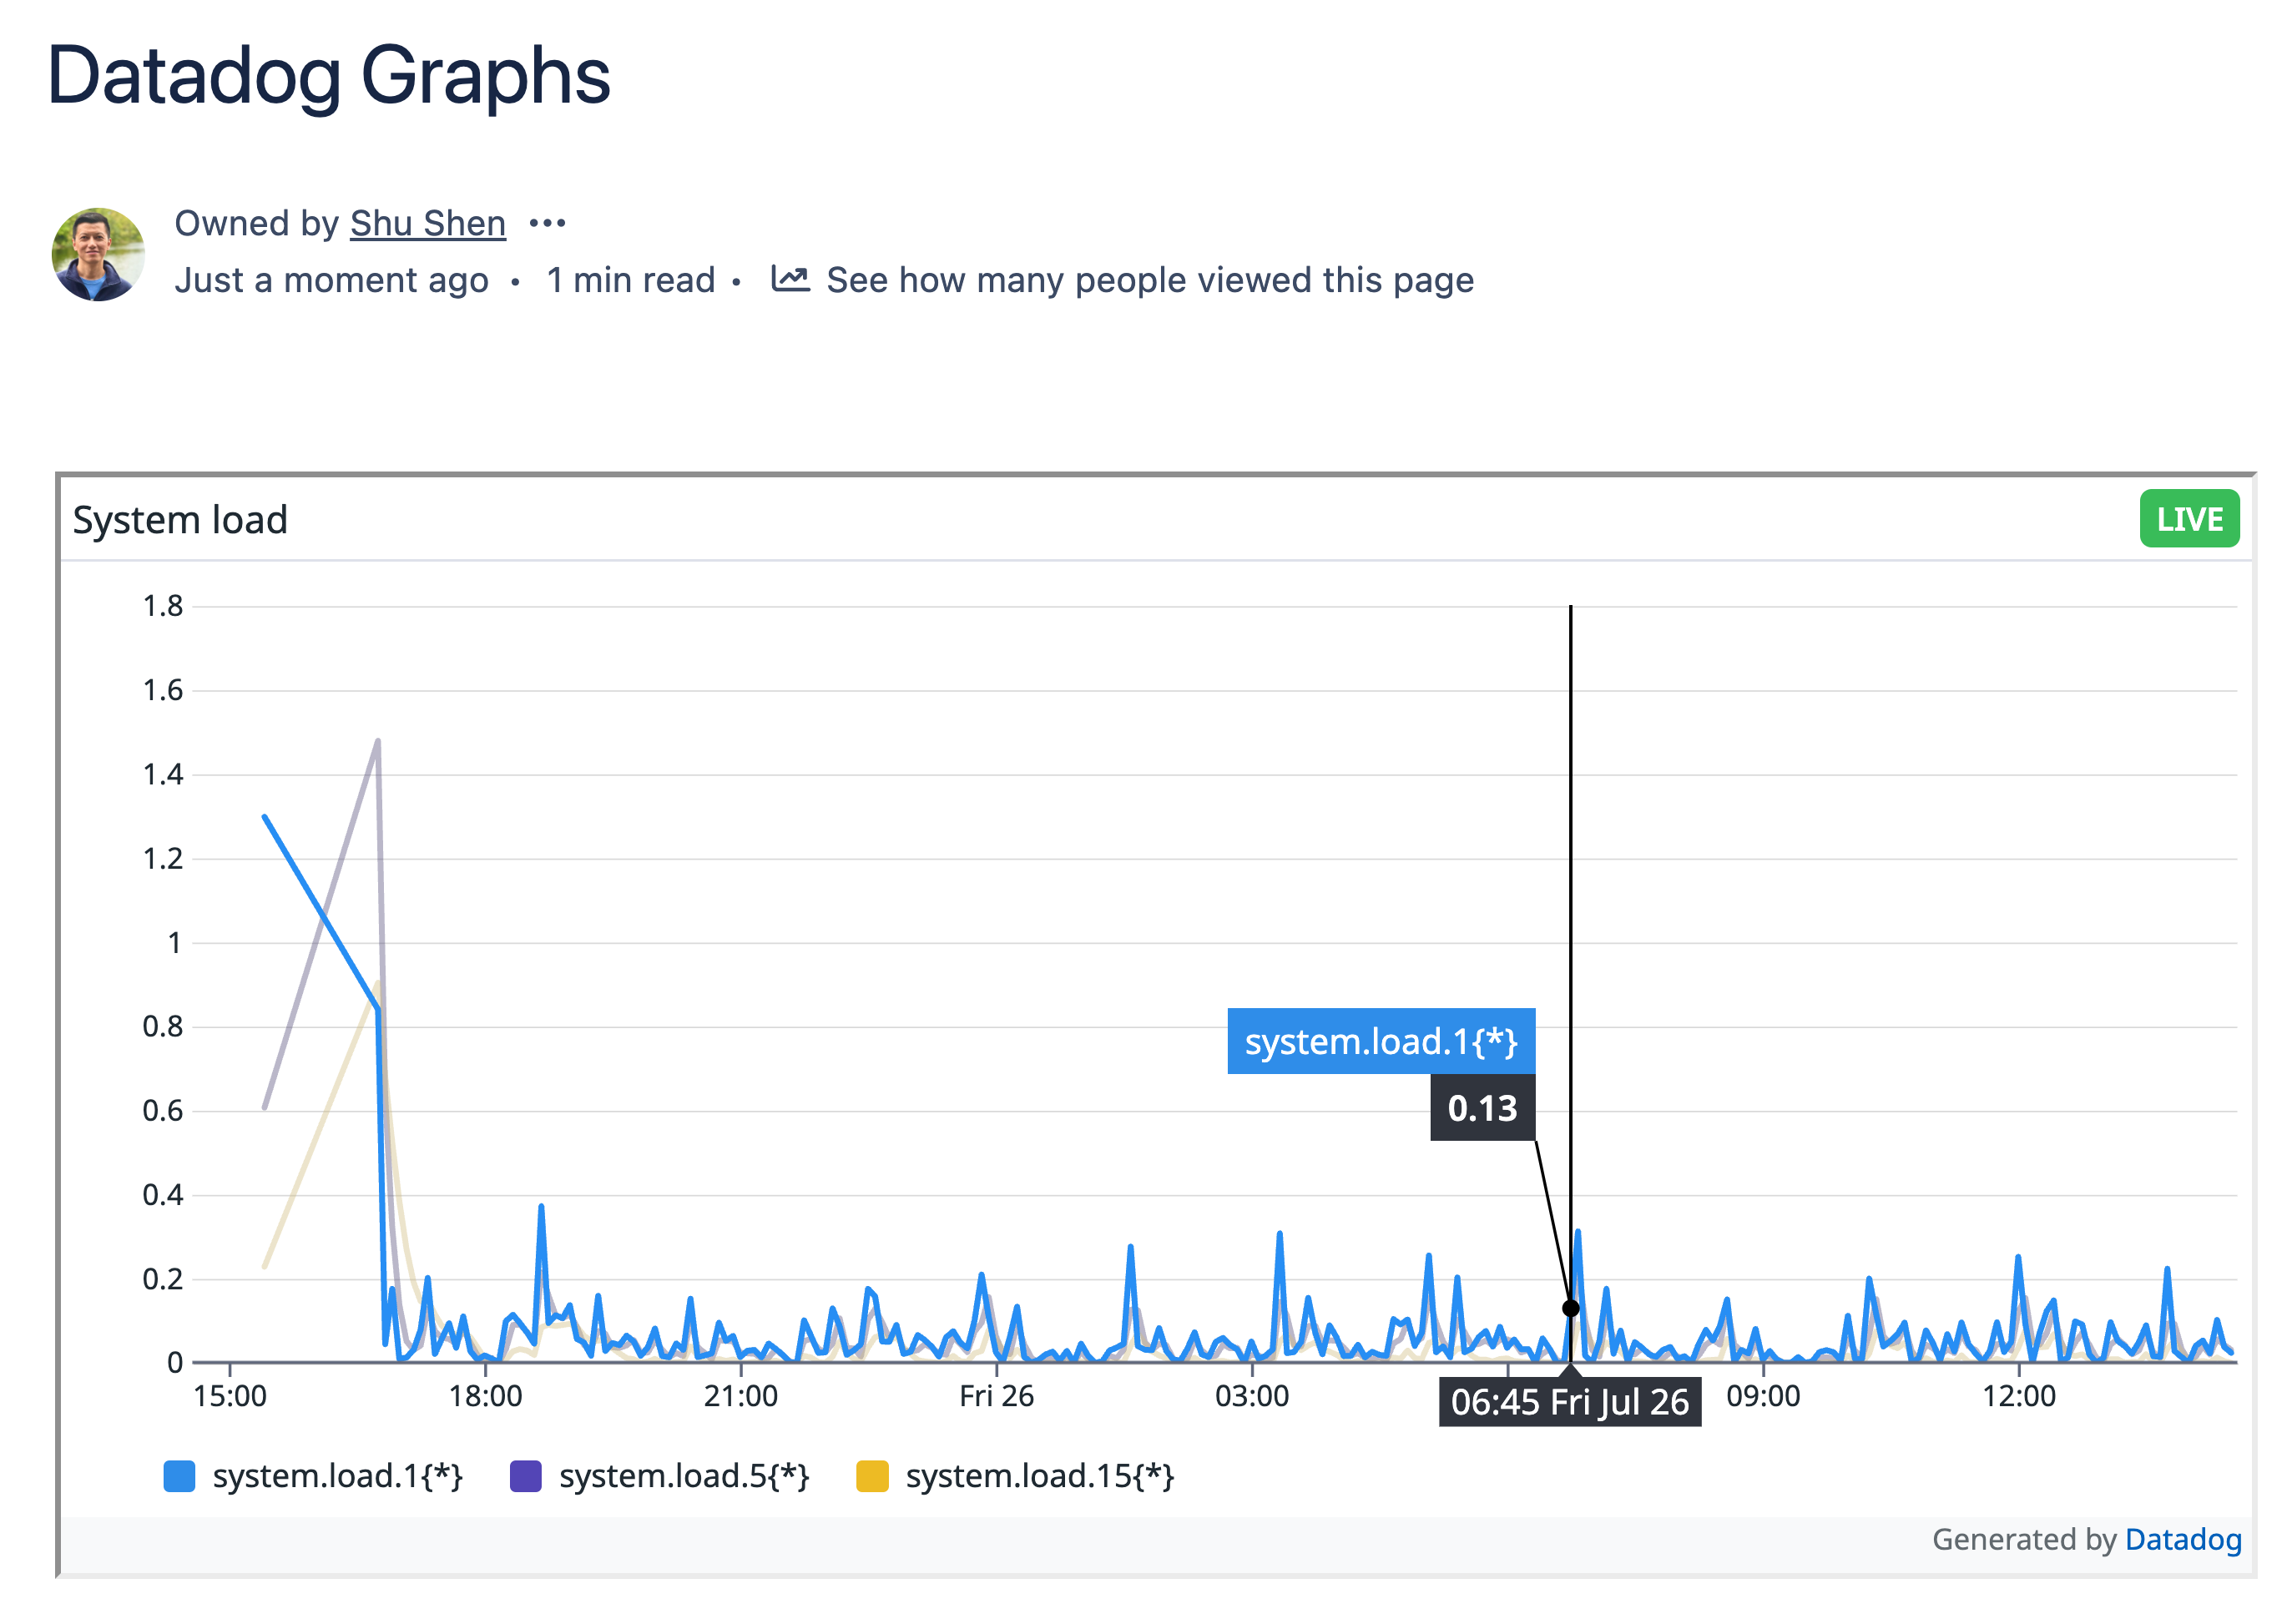 Datadog Graphs
Owned by Shu Shen •••
Just a moment ago • 1 min read • See how many people viewed this page
System load
LIVE
1.8
1.6
1.4
1.2
1
0.8
0.6
0.4
0.2
0
system.load.1{*}
0.13
15:00 18:00 21:00 Fri 26 03:00 06:45 Fri Jul 26 09:00 12:00
system.load.1{*} system.load.5{*} system.load.15{*}
Generated by Datadog